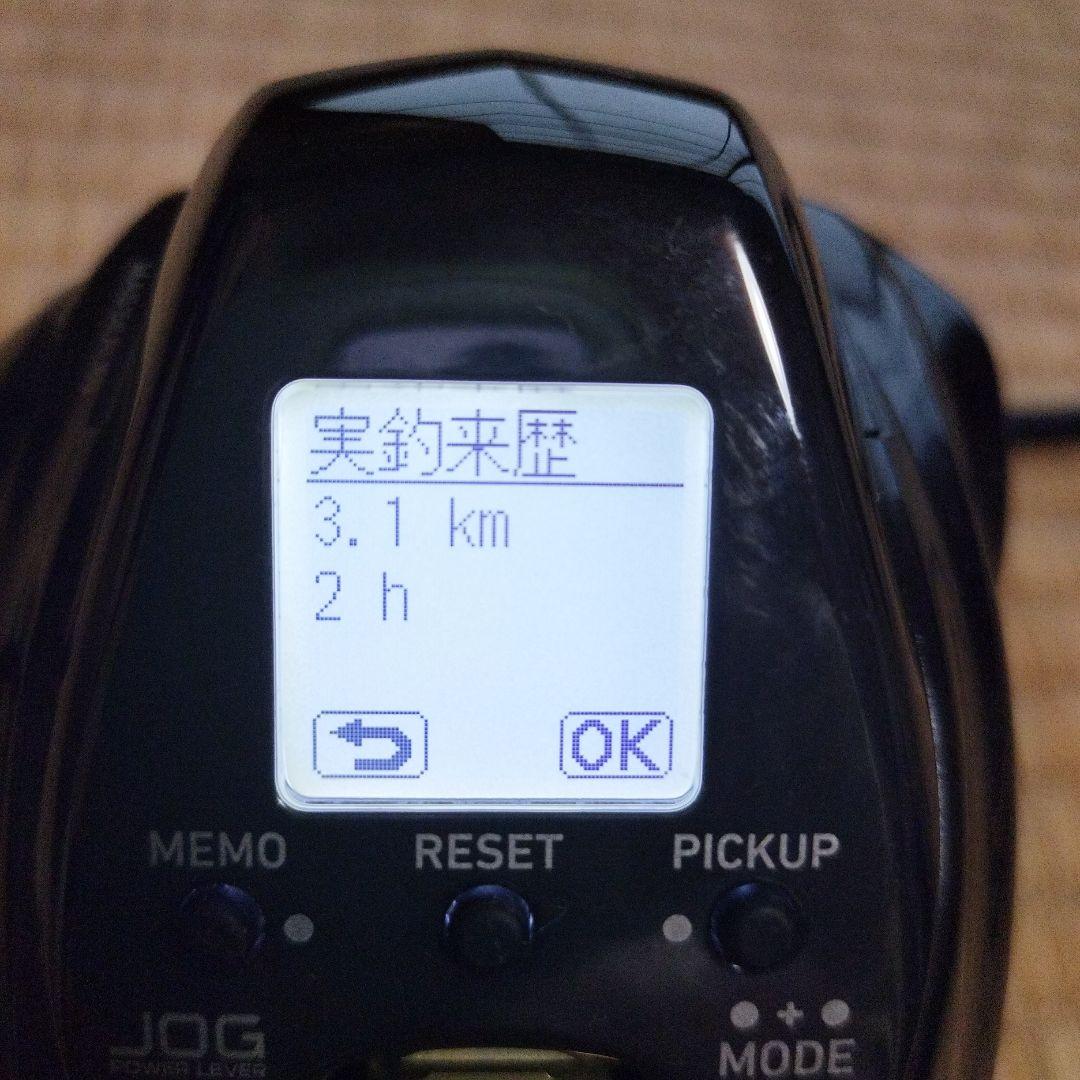 実釣来歴
3.1 km
2 h
OK
MEMO RESET PICKUP
JOG
POWER LEVER
+
MODE